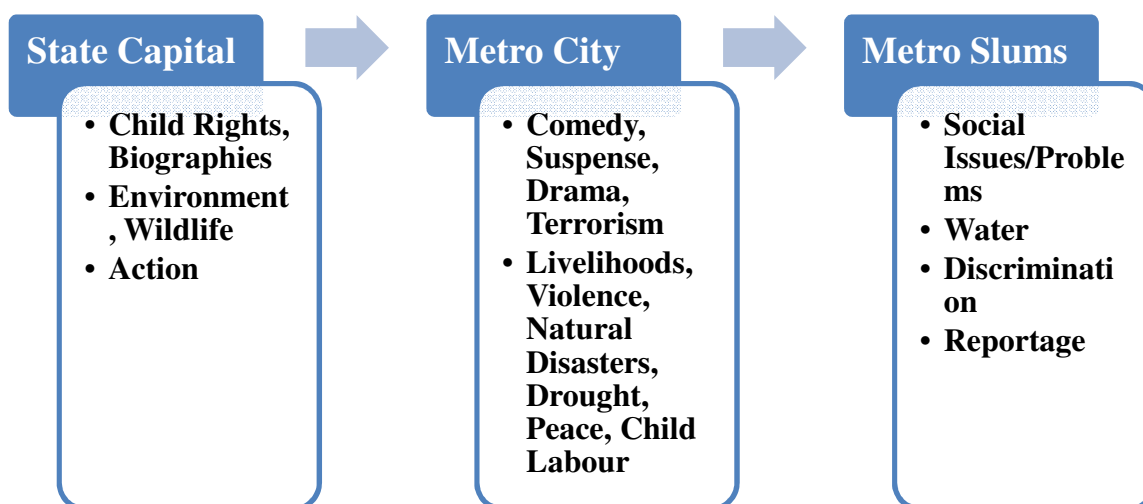 State Capital
• Child Rights,
Biographies
• Environment
, Wildlife
• Action
Metro City
• Comedy,
Suspense,
Drama,
Terrorism
• Livelihoods,
Violence,
Natural
Disasters,
Drought,
Peace, Child
Labour
Metro Slums
• Social
Issues/Proble
ms
• Water
• Discriminati
on
• Reportage